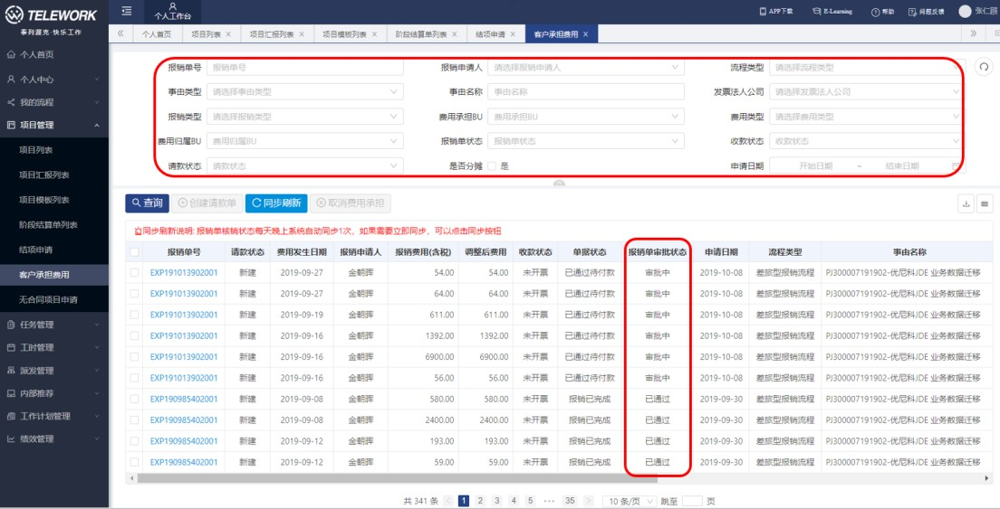 TELEWORK
泰列渥克·快乐工作
个人工作台
APP下载
E-Learning
帮助
问题反馈
张仁圆
个人首页
项目列表 ×
项目汇报列表 ×
项目模板列表 ×
阶段结算单列表 ×
结项申请 ×
客户承担费用 ×
个人首页
个人中心
我的流程
项目管理
项目列表
项目汇报列表
项目模板列表
阶段结算单列表
结项申请
客户承担费用
无合同项目申请
任务管理
工时管理
派发管理
内部推荐
工作计划管理
绩效管理
报销单号 报销单号 报销申请人 请选择报销申请人 流程类型 请选择流程类型
事由类型 请选择事由类型 事由名称 事由名称 发票法人公司 请选择发票法人公司
报销类型 请选择报销类型 费用承担BU 费用承担BU 费用类型 请选择费用类型
费用归属BU 费用归属BU 报销单状态 报销单状态 收款状态 收款状态
请款状态 请款状态 是否分摊 是 申请日期 开始日期 ~ 结束日期
查询 创建请款单 同步刷新 取消费用承担
同步刷新说明: 报销单核销状态每天晚上系统自动同步1次，如果需要立即同步，可以点击同步按钮
报销单号 请款状态 费用发生日期 报销申请人 报销费用(含税) 调整后费用 收款状态 单据状态 报销单审批状态 申请日期 流程类型 事由名称
EXP191013902001 新建 2019-09-27 金朝晖 54.00 54.00 未开票 已通过待付款 审批中 2019-10-08 差旅型报销流程 PJ300007191902-优尼科JDE 业务数据迁移
EXP191013902001 新建 2019-09-27 金朝晖 64.00 64.00 未开票 已通过待付款 审批中 2019-10-08 差旅型报销流程 PJ300007191902-优尼科JDE 业务数据迁移
EXP191013902001 新建 2019-09-19 金朝晖 611.00 611.00 未开票 已通过待付款 审批中 2019-10-08 差旅型报销流程 PJ300007191902-优尼科JDE 业务数据迁移
EXP191013902001 新建 2019-09-16 金朝晖 1392.00 1392.00 未开票 已通过待付款 审批中 2019-10-08 差旅型报销流程 PJ300007191902-优尼科JDE 业务数据迁移
EXP191013902001 新建 2019-09-16 金朝晖 6900.00 6900.00 未开票 已通过待付款 审批中 2019-10-08 差旅型报销流程 PJ300007191902-优尼科JDE 业务数据迁移
EXP191013902001 新建 2019-09-16 金朝晖 56.00 56.00 未开票 已通过待付款 审批中 2019-10-08 差旅型报销流程 PJ300007191902-优尼科JDE 业务数据迁移
EXP190985402001 新建 2019-09-08 金朝晖 580.00 580.00 未开票 报销已完成 已通过 2019-09-30 差旅型报销流程 PJ300007191902-优尼科JDE 业务数据迁移
EXP190985402001 新建 2019-09-08 金朝晖 2400.00 2400.00 未开票 报销已完成 已通过 2019-09-30 差旅型报销流程 PJ300007191902-优尼科JDE 业务数据迁移
EXP190985402001 新建 2019-09-12 金朝晖 193.00 193.00 未开票 报销已完成 已通过 2019-09-30 差旅型报销流程 PJ300007191902-优尼科JDE 业务数据迁移
EXP190985402001 新建 2019-09-12 金朝晖 59.00 59.00 未开票 报销已完成 已通过 2019-09-30 差旅型报销流程 PJ300007191902-优尼科JDE 业务数据迁移
共 341 条 < 1 2 3 4 5 ··· 35 > 10 条/页 跳至 页